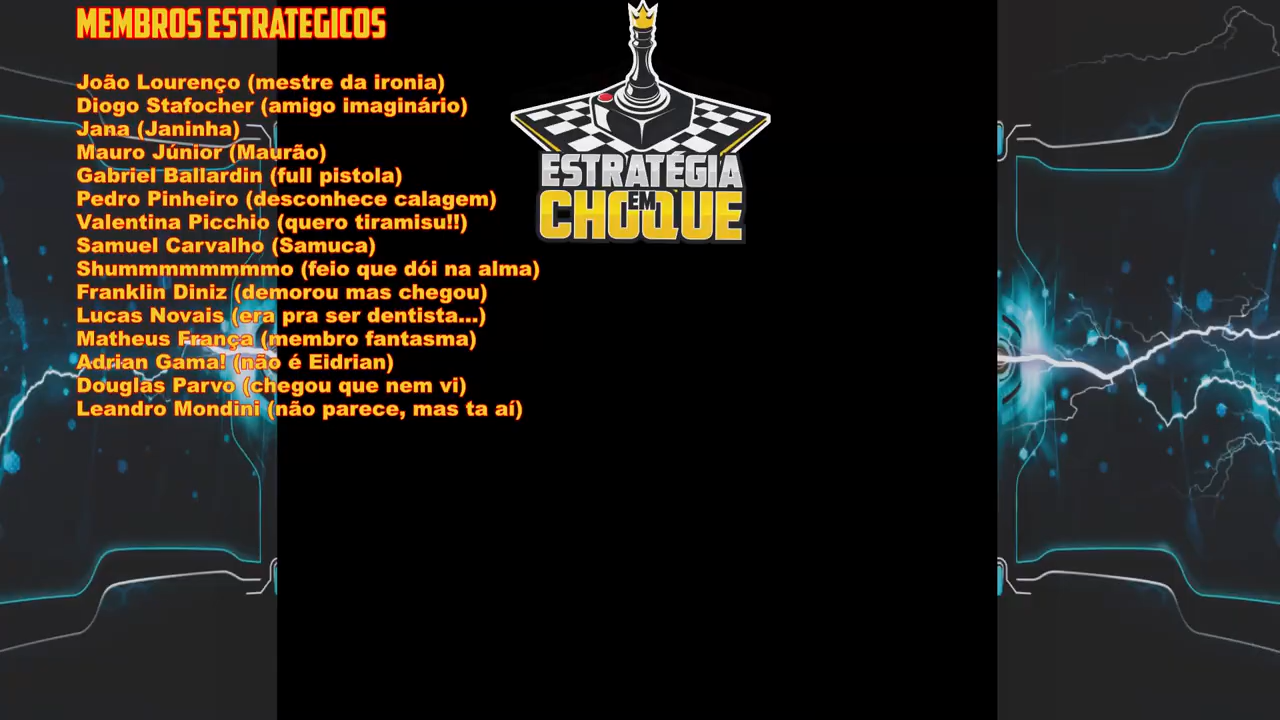 MEMBROS ESTRATEGICOS
João Lourenço (mestre da ironia)
Diogo Stafocher (amigo imaginário)
Jana (Janinha)
Mauro Júnior (Maurão)
Gabriel Ballardin (full pistola)
Pedro Pinheiro (desconhece calagem)
Valentina Picchio (quero tiramisu!!)
Samuel Carvalho (Samuca)
Shummmmmmmmo (feio que dói na alma)
Franklin Diniz (demorou mas chegou)
Lucas Novais (era pra ser dentista...)
Matheus França (membro fantasma)
Adrian Gama! (não é Eidrian)
Douglas Parvo (chegou que nem vi)
Leandro Mondini (não parece, mas ta aí)
ESTRATÉGIA
EM
CHOQUE